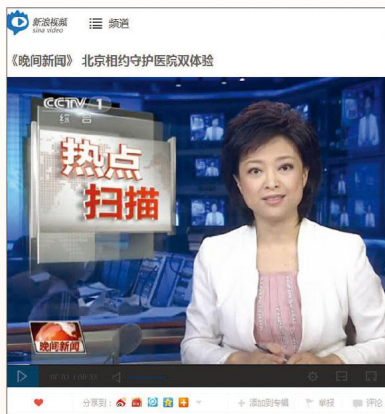 新浪视频
sina video
频道
《晚间新闻》 北京相约守护医院双体验
CCTV 1
综 合
热点
扫描
晚间新闻
分享到:
添加到专辑
举报
评论